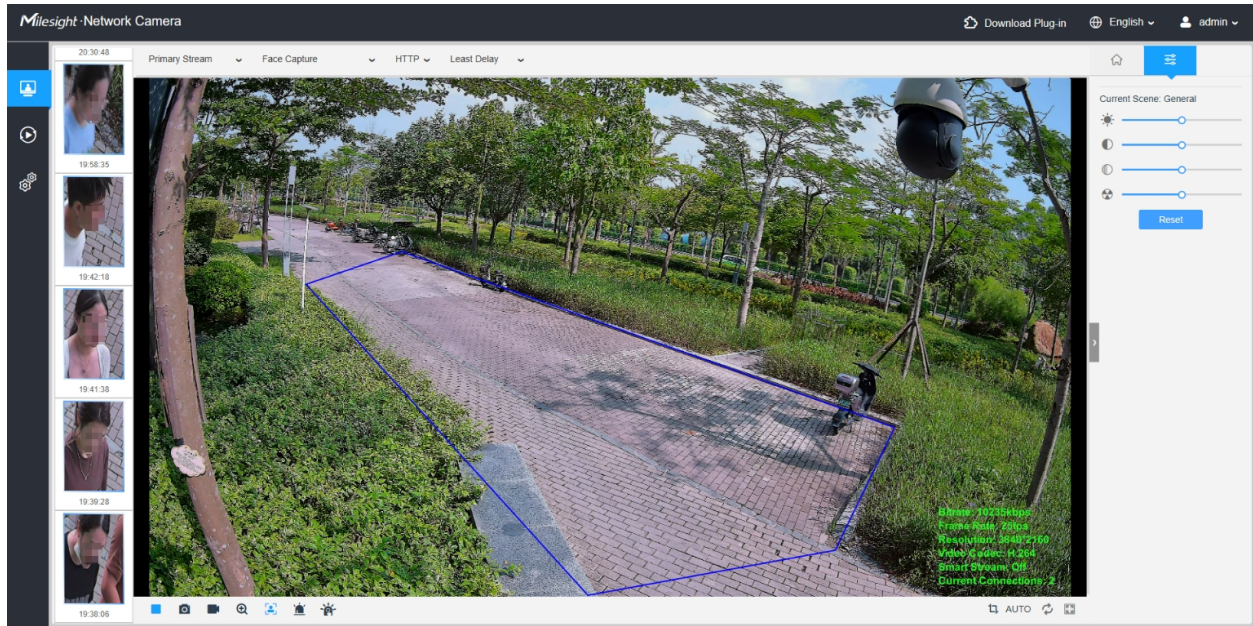 Milesight·Network Camera
Download Plug-in
English
admin
20:30:48
19:58:35
19:42:18
19:41:38
19:39:28
19:38:06
Primary Stream
Face Capture
HTTP
Least Delay
Bitrate: 10235kbps
Frame Rate: 25fps
Resolution: 3840*2160
Video Codec: H.264
Smart Stream: Off
Current Connections: 2
AUTO
Current Scene: General
Reset